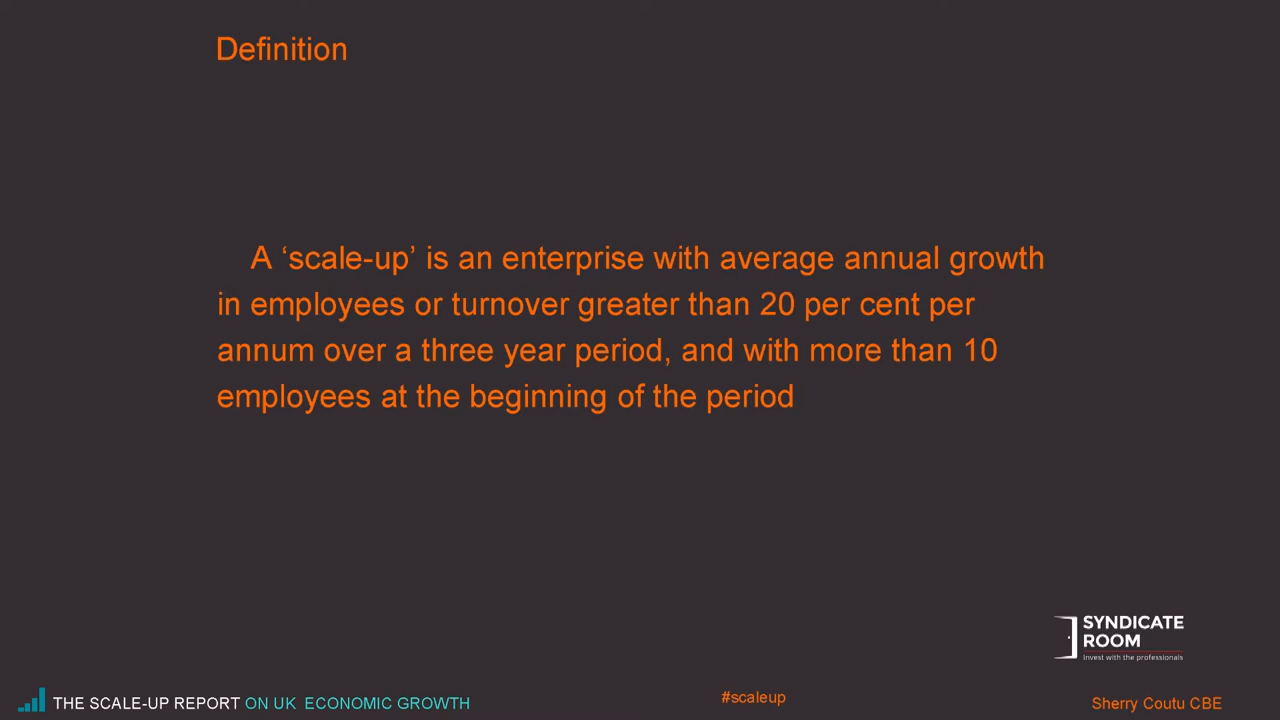 Definition
A ‘scale-up’ is an enterprise with average annual growth
in employees or turnover greater than 20 per cent per
annum over a three year period, and with more than 10
employees at the beginning of the period
SYNDICATE
ROOM
Invest with the professionals
THE SCALE-UP REPORT ON UK ECONOMIC GROWTH
#scaleup
Sherry Coutu CBE